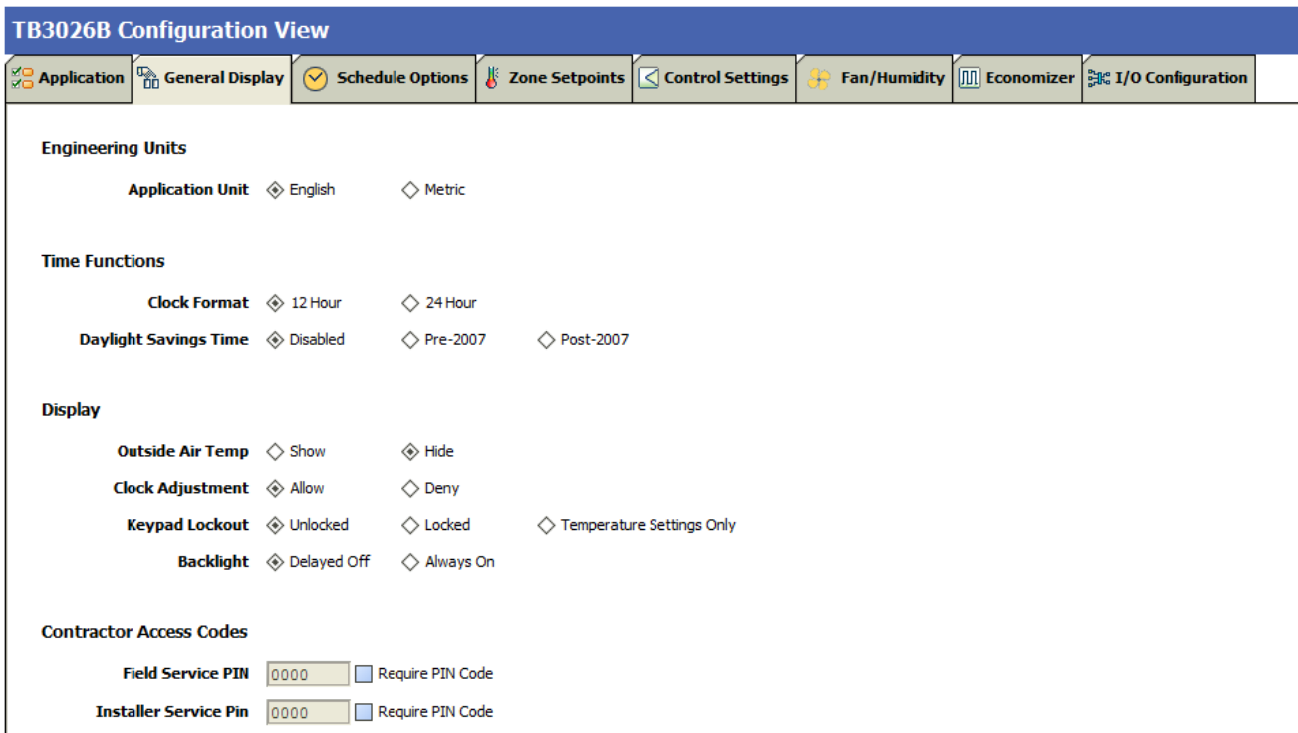 TB3026B Configuration View
Application General Display Schedule Options Zone Setpoints Control Settings Fan/Humidity Economizer I/O Configuration
Engineering Units
Application Unit English Metric
Time Functions
Clock Format 12 Hour 24 Hour
Daylight Savings Time Disabled Pre-2007 Post-2007
Display
Outside Air Temp Show Hide
Clock Adjustment Allow Deny
Keypad Lockout Unlocked Locked Temperature Settings Only
Backlight Delayed Off Always On
Contractor Access Codes
Field Service PIN 0000 Require PIN Code
Installer Service Pin 0000 Require PIN Code